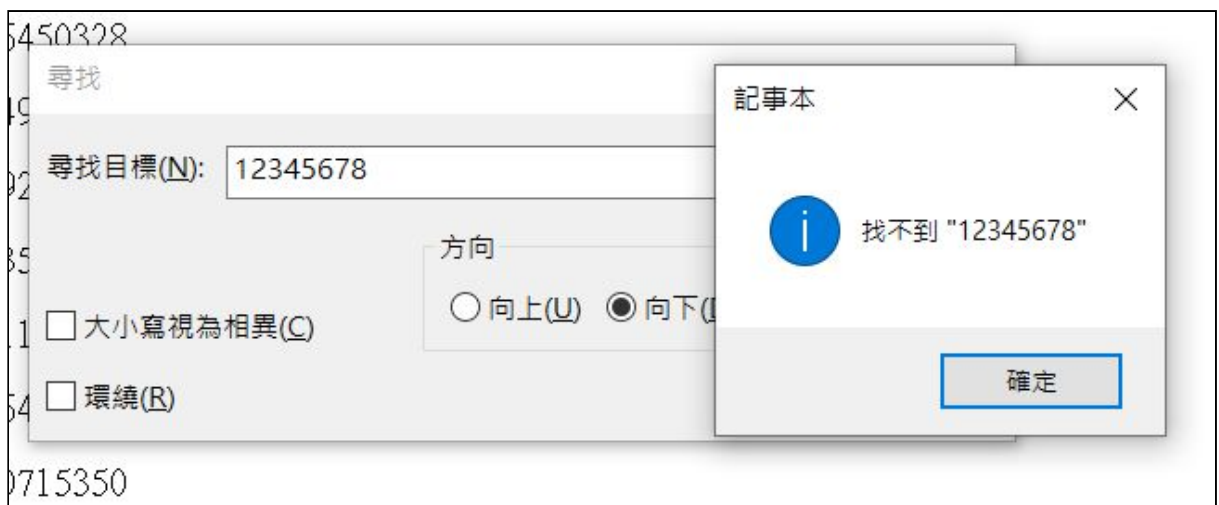 5450328
尋找
記事本
尋找目標(N): 12345678
找不到 "12345678"
方向
向上(U) 向下(
大小寫視為相異(C)
環繞(R)
確定
0715350